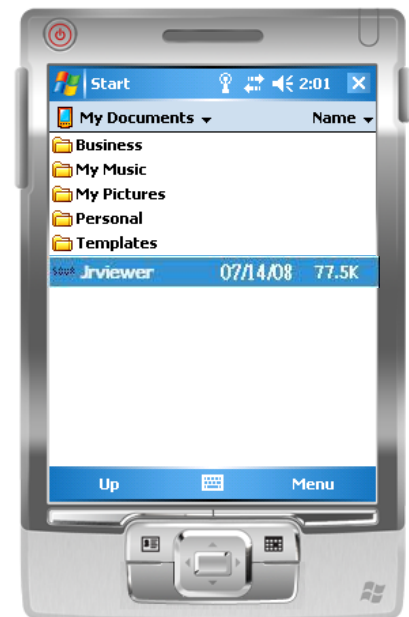 Start 2:01
My Documents Name
Business
My Music
My Pictures
Personal
Templates
Jrviewer 07/14/08 77.5K
Up Menu